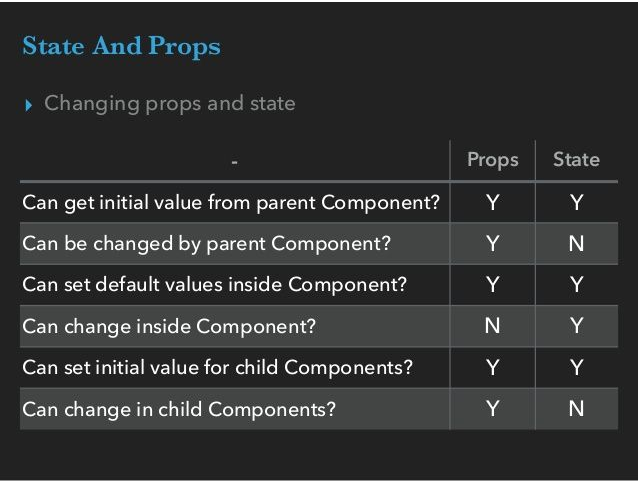 State And Props
▸ Changing props and state
- Props State
Can get initial value from parent Component? Y Y
Can be changed by parent Component? Y N
Can set default values inside Component? Y Y
Can change inside Component? N Y
Can set initial value for child Components? Y Y
Can change in child Components? Y N